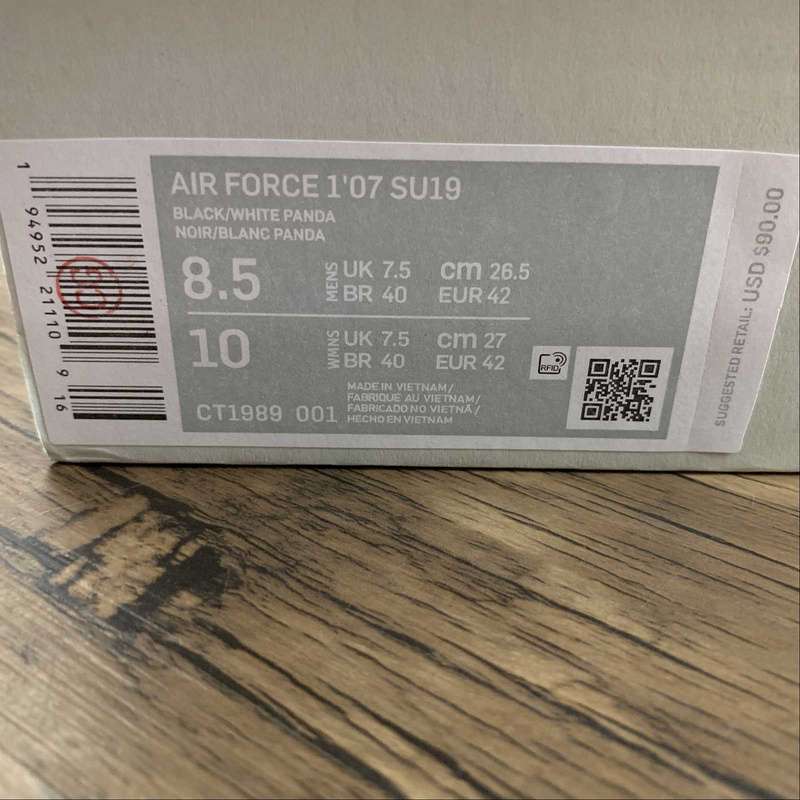 1 94952 21110 9 16
AIR FORCE 1'07 SU19
BLACK/WHITE PANDA
NOIR/BLANC PANDA
8.5 MENS UK 7.5 cm 26.5
BR 40 EUR 42
10 WMNS UK 7.5 cm 27
BR 40 EUR 42
CT1989 001
MADE IN VIETNAM/
FABRIQUE AU VIETNAM/
FABRICADO NO VIETNÃ/
HECHO EN VIETNAM
RFID
SUGGESTED RETAIL: USD $90.00